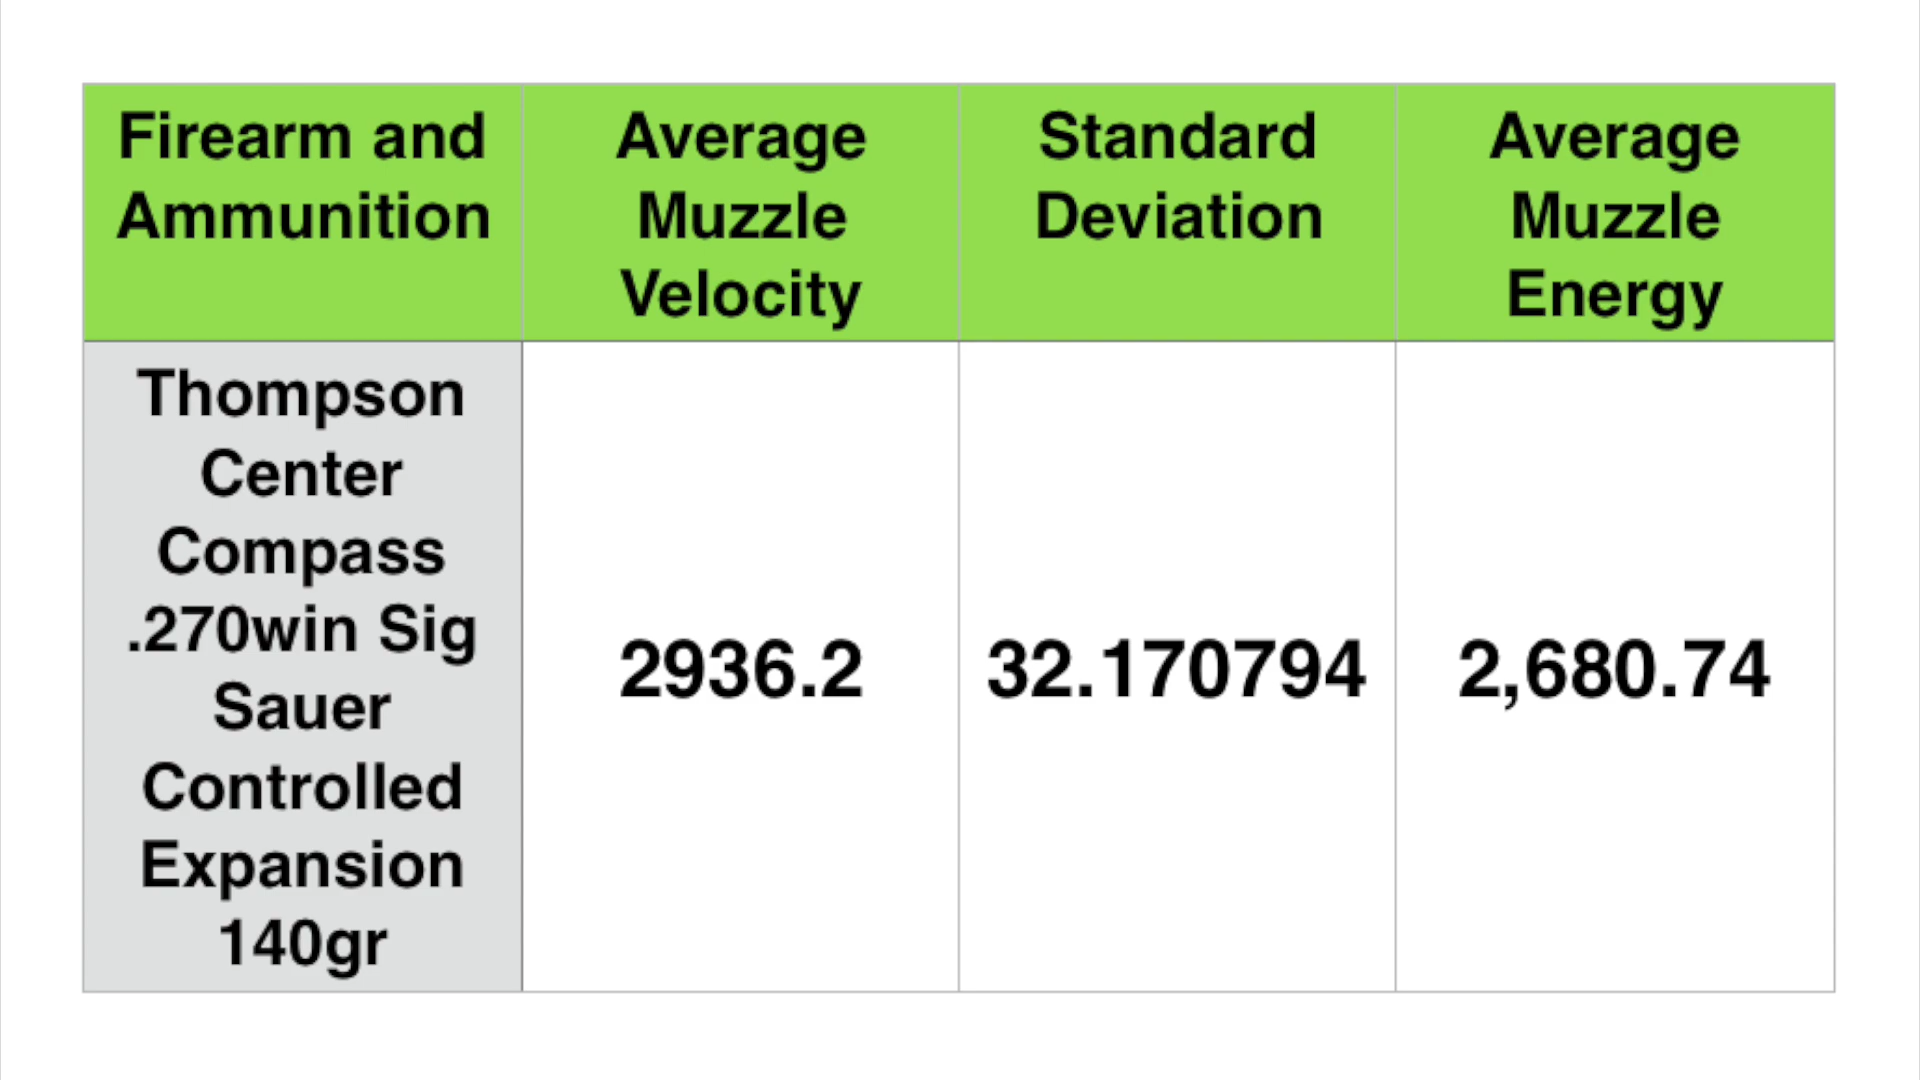 Firearm and
Ammunition
Average
Muzzle
Velocity
Standard
Deviation
Average
Muzzle
Energy
Thompson
Center
Compass
.270win Sig
Sauer
Controlled
Expansion
140gr
2936.2
32.170794
2,680.74